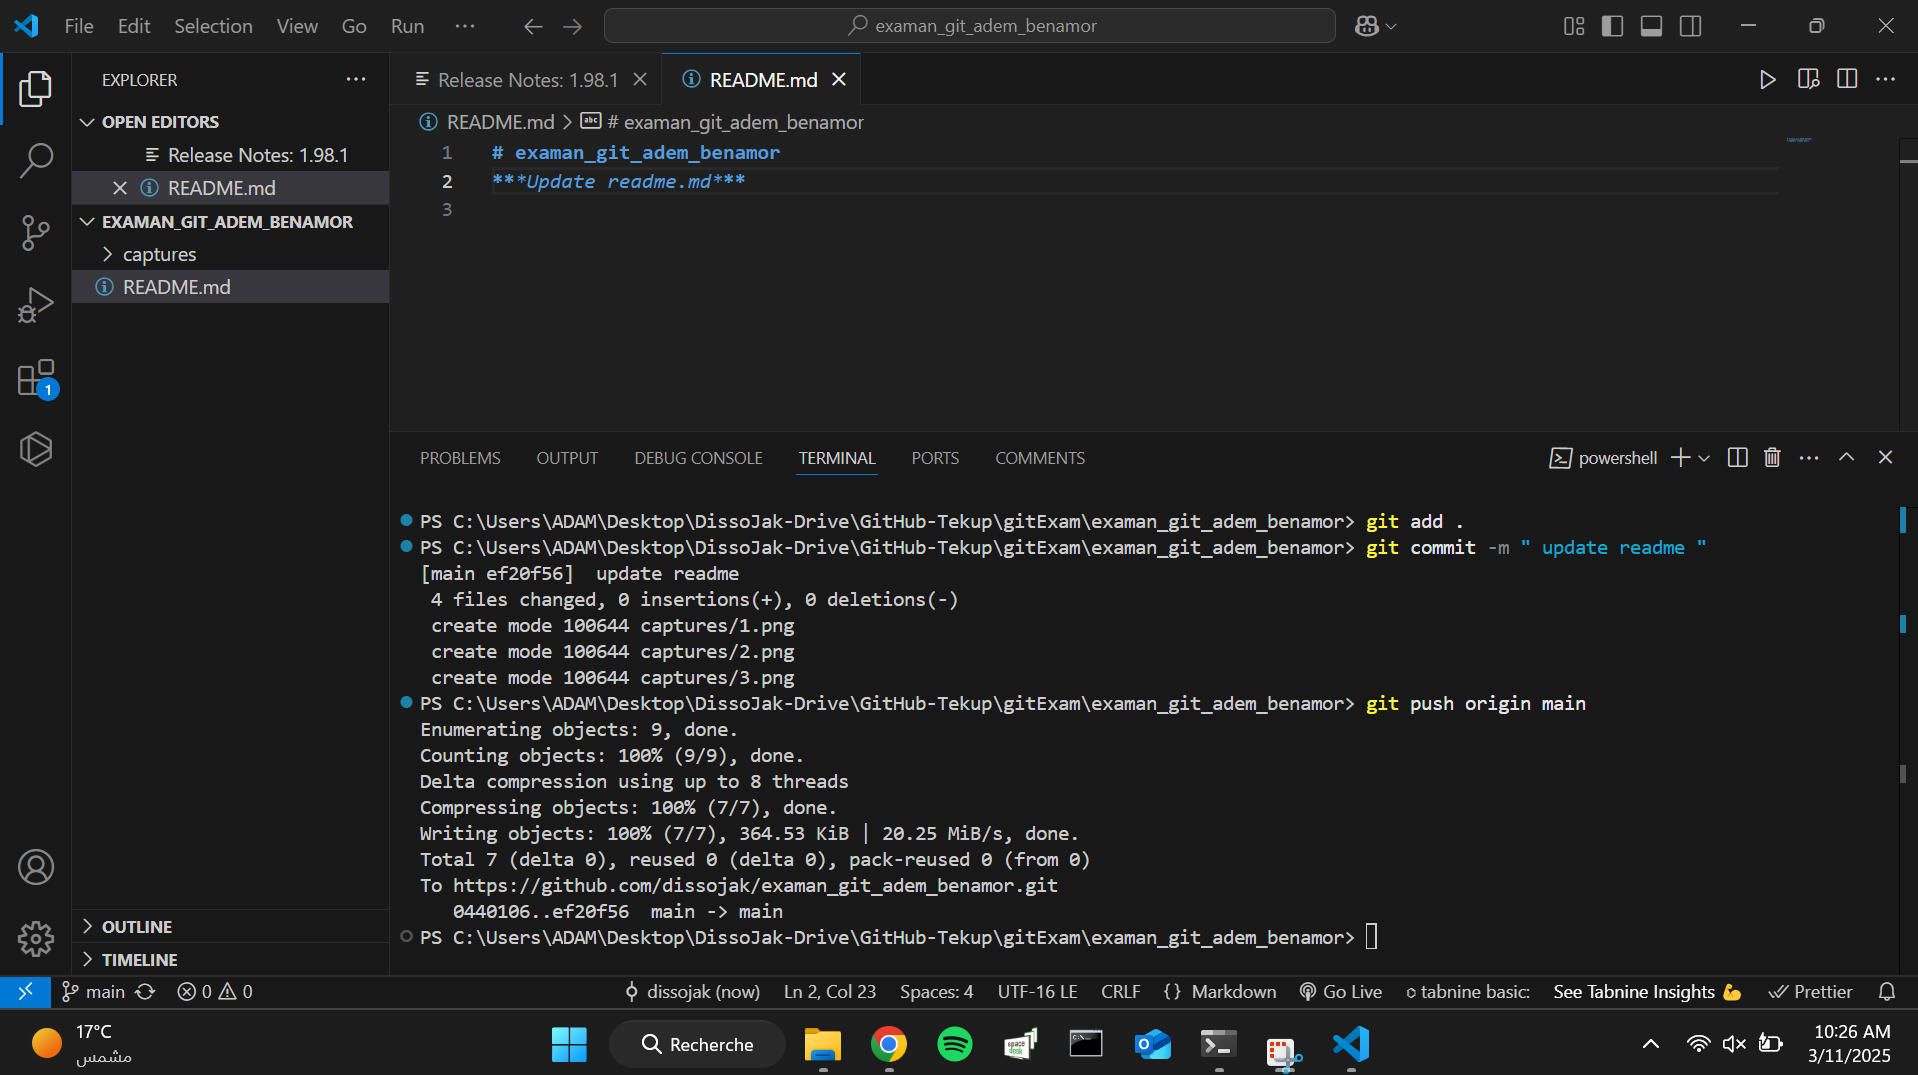 File Edit Selection View Go Run ···
examan_git_adem_benamor
EXPLORER
OPEN EDITORS
Release Notes: 1.98.1
README.md
EXAMAN_GIT_ADEM_BENAMOR
captures
README.md
OUTLINE
TIMELINE
1
Release Notes: 1.98.1
README.md
README.md > # examan_git_adem_benamor
1 # examan_git_adem_benamor
2 ***Update readme.md***
3
PROBLEMS OUTPUT DEBUG CONSOLE TERMINAL PORTS COMMENTS
powershell
PS C:\Users\ADAM\Desktop\DissoJak-Drive\GitHub-Tekup\gitExam\examan_git_adem_benamor> git add .
PS C:\Users\ADAM\Desktop\DissoJak-Drive\GitHub-Tekup\gitExam\examan_git_adem_benamor> git commit -m " update readme "
[main ef20f56]  update readme
 4 files changed, 0 insertions(+), 0 deletions(-)
 create mode 100644 captures/1.png
 create mode 100644 captures/2.png
 create mode 100644 captures/3.png
PS C:\Users\ADAM\Desktop\DissoJak-Drive\GitHub-Tekup\gitExam\examan_git_adem_benamor> git push origin main
Enumerating objects: 9, done.
Counting objects: 100% (9/9), done.
Delta compression using up to 8 threads
Compressing objects: 100% (7/7), done.
Writing objects: 100% (7/7), 364.53 KiB | 20.25 MiB/s, done.
Total 7 (delta 0), reused 0 (delta 0), pack-reused 0 (from 0)
To https://github.com/dissojak/examan_git_adem_benamor.git
   0440106..ef20f56  main -> main
PS C:\Users\ADAM\Desktop\DissoJak-Drive\GitHub-Tekup\gitExam\examan_git_adem_benamor>
main 0 0 dissojak (now) Ln 2, Col 23 Spaces: 4 UTF-16 LE CRLF {} Markdown Go Live tabnine basic: See Tabnine Insights 💪 Prettier
17°C
مشمس
Recherche
space
desk
10:26 AM
3/11/2025